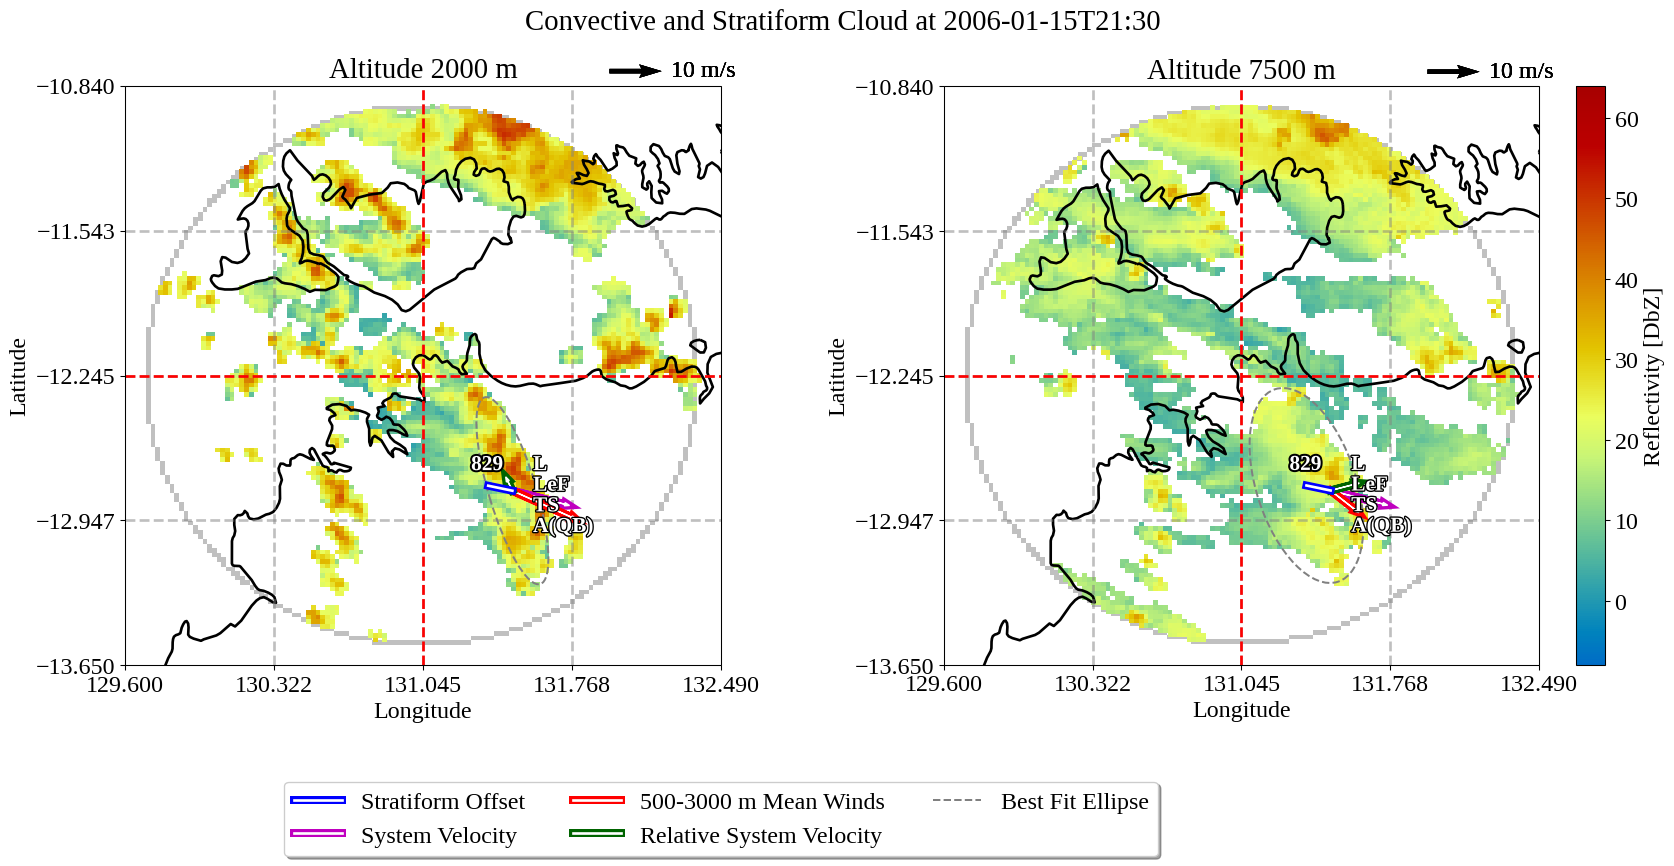 Convective and Stratiform Cloud at 2006-01-15T21:30
Altitude 2000 m
10 m/s
Altitude 7500 m
10 m/s
−10.840
−11.543
−12.245
−12.947
−13.650
Latitude
129.600
130.322
131.045
131.768
132.490
Longitude
829
L
LeF
TS
A(QB)
−10.840
−11.543
−12.245
−12.947
−13.650
Latitude
129.600
130.322
131.045
131.768
132.490
Longitude
829
L
LeF
TS
A(QB)
60
50
40
30
20
10
0
Reflectivity [DbZ]
Stratiform Offset
500-3000 m Mean Winds
Best Fit Ellipse
System Velocity
Relative System Velocity